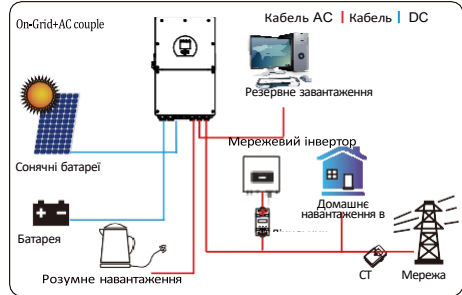 On-Grid+AC couple
Кабель AC | Кабель | DC
Резервне завантаження
Мережевий інвертор
Сонячні батареї
Домашнє
навантаження в
Батарея
Розумне навантаження
CT
Мережа